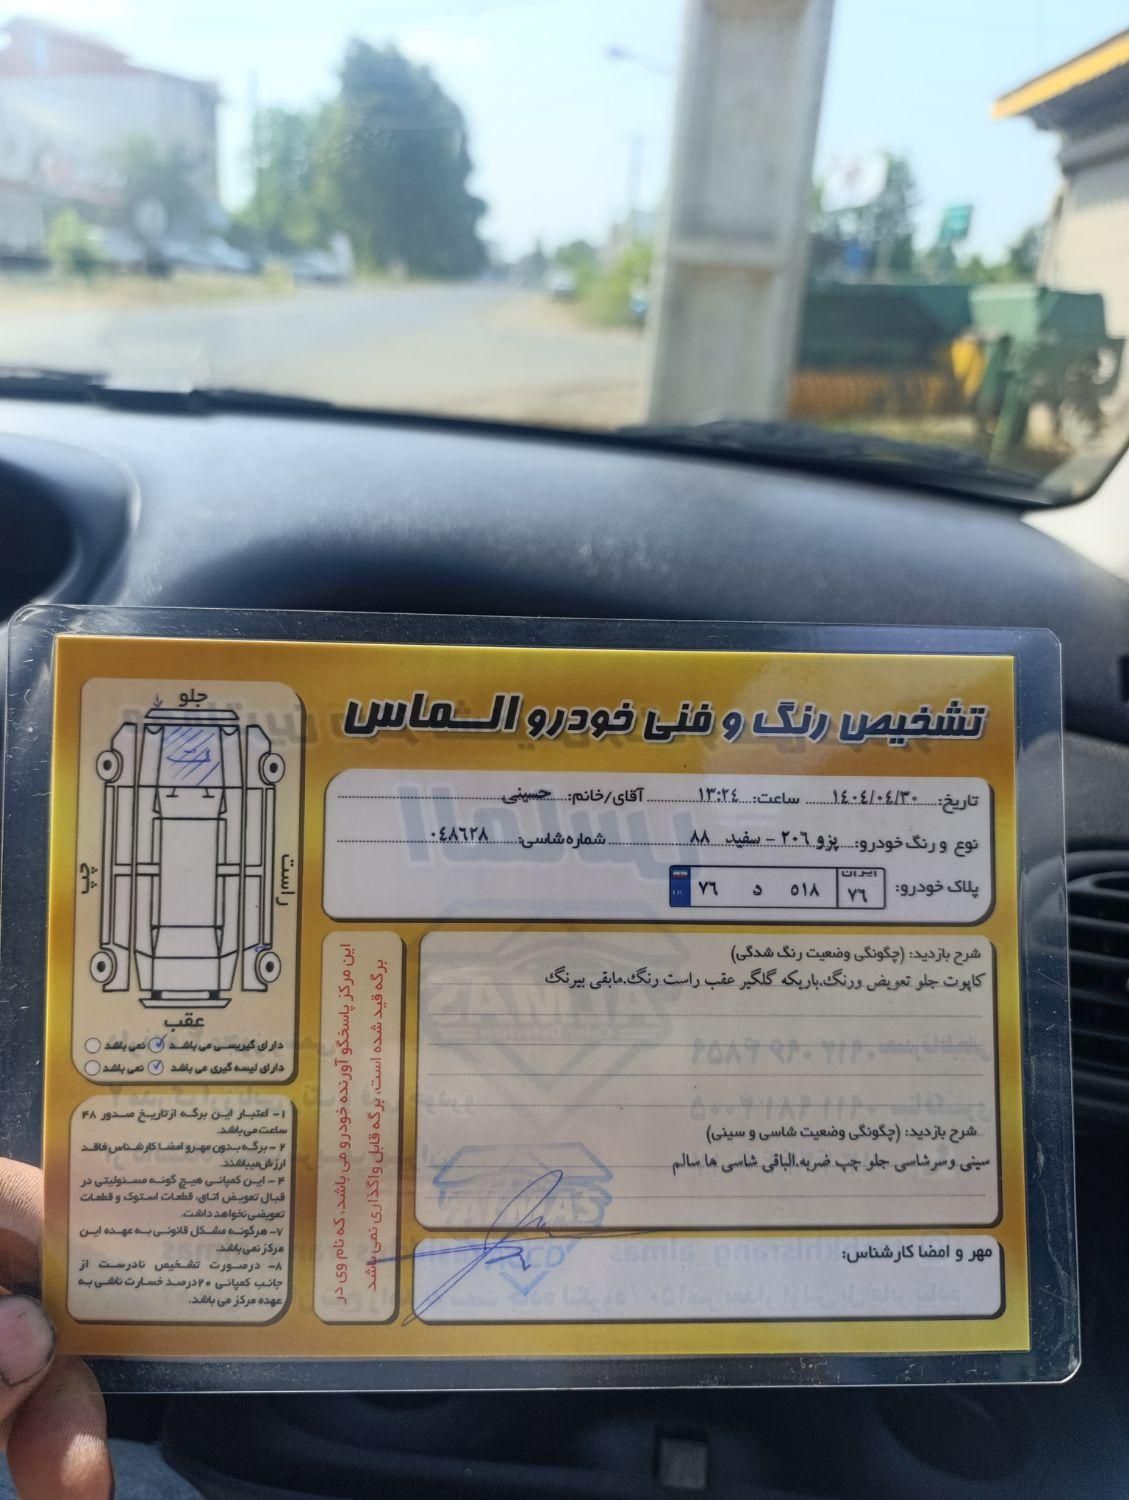 تشخیص رنگ و فنی خودرو الـماس
تاریخ: ۱۴۰۴/۰۴/۳۰ ساعت: ۱۳:۲۴ آقای/خانم: حسینی
نوع و رنگ خودرو: پژو ۲۰۶ - سفید ۸۸ شماره شاسی: ۰۴۸۶۲۸
پلاک خودرو: ایران ۷۶ ۵۱۸ د ۷۶ I.R.
شرح بازدید: (چگونگی وضعیت رنگ شدگی)
کاپوت جلو تعویض ورنگ.باریکه گلگیر عقب راست رنگ.مابقی بیرنگ
شرح بازدید: (چگونگی وضعیت شاسی و سینی)
سینی وسرشاسی جلو چپ ضربه.الباقی شاسی ها سالم
مهر و امضا کارشناس:
این مرکز پاسخگو آورنده خودرو می باشد، که نام وی در
برگه قید شده است، برگه قابل واگذاری نمی باشد
جلو
راست
چپ
عقب
دارای گیریسی می باشد نمی باشد
دارای لیسه گیری می باشد نمی باشد
۱- اعتبار این برگه از تاریخ صدور ۴۸
ساعت می‌باشد.
۲- برگه بدون مهر و امضا کارشناس فاقد
ارزش میباشند.
۴- این کمپانی هیچ گونه مسئولیتی در
قبال تعویض اتاق، قطعات استوک و قطعات
تعویضی نخواهد داشت.
۷- هرگونه مشکل قانونی به عهده این
مرکز نمی باشد.
۸- درصورت تشخیص نادرست از
جانب کمپانی ۲۰درصد خسارت ناشی به
عهده مرکز می باشد.